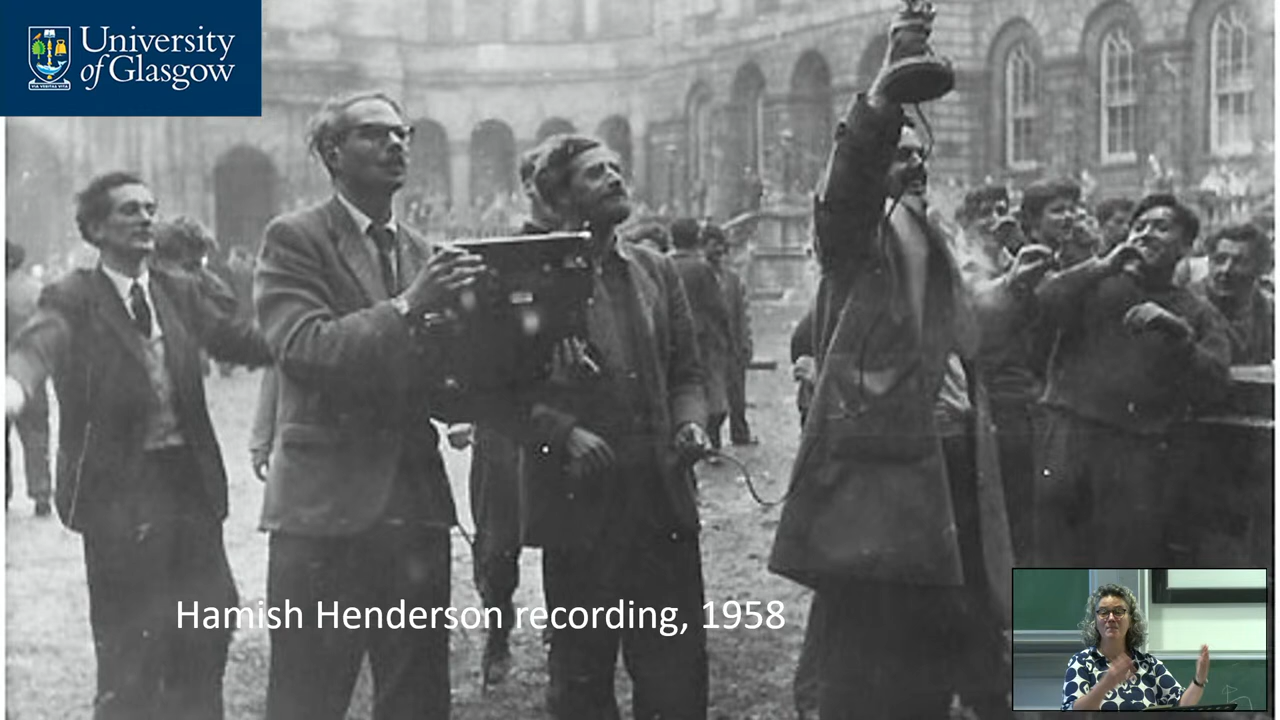 University
of Glasgow
VIA VERITAS VITA
Hamish Henderson recording, 1958